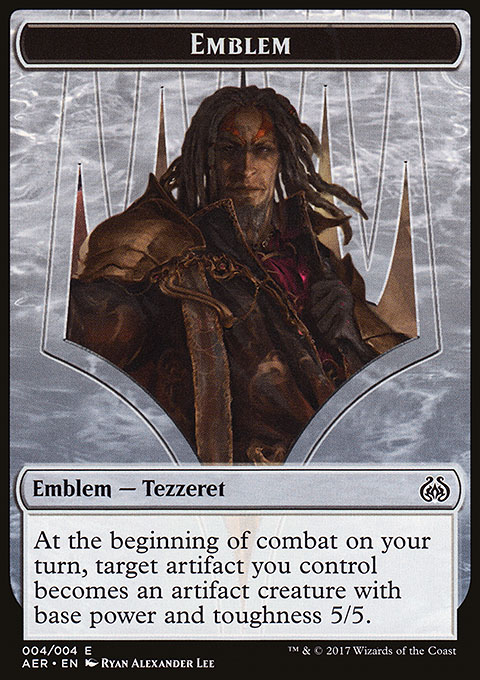 Emblem
Emblem — Tezzeret
At the beginning of combat on your
turn, target artifact you control
becomes an artifact creature with
base power and toughness 5/5.
004/004 E
AER • EN Ryan Alexander Lee
™ & © 2017 Wizards of the Coast